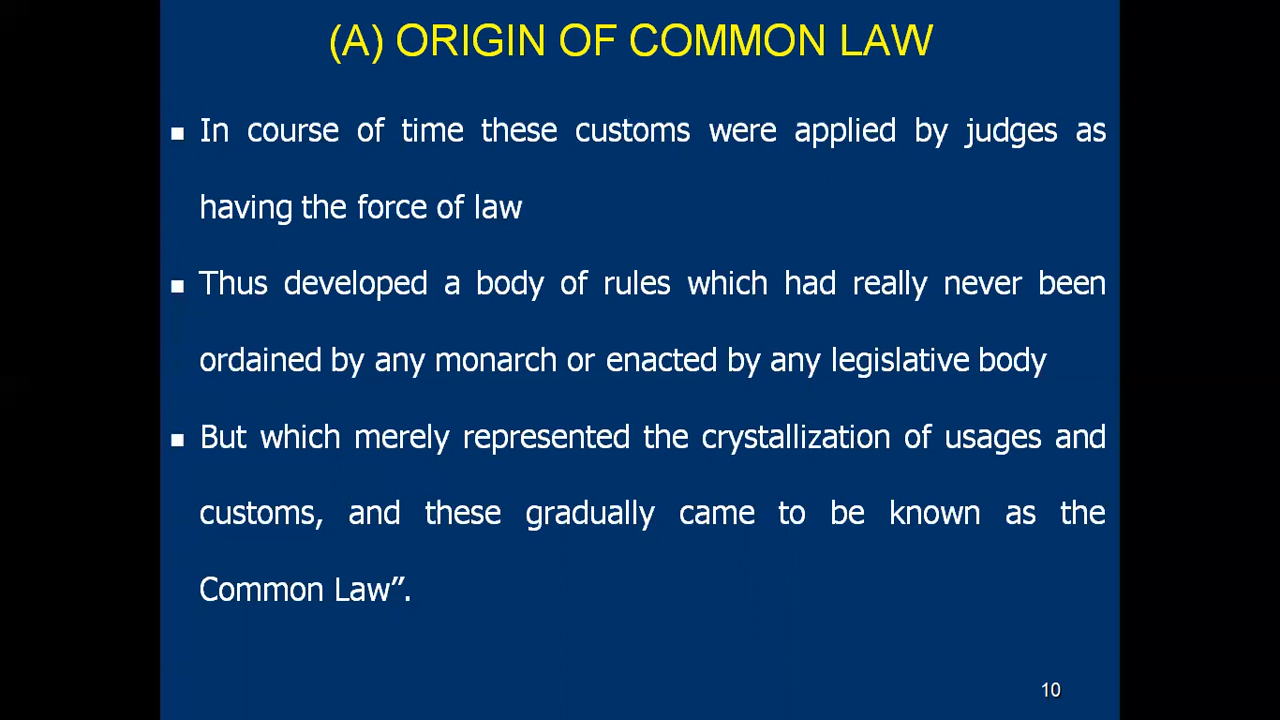 (A) ORIGIN OF COMMON LAW
In course of time these customs were applied by judges as
having the force of law
Thus developed a body of rules which had really never been
ordained by any monarch or enacted by any legislative body
But which merely represented the crystallization of usages and
customs, and these gradually came to be known as the
Common Law”.
10